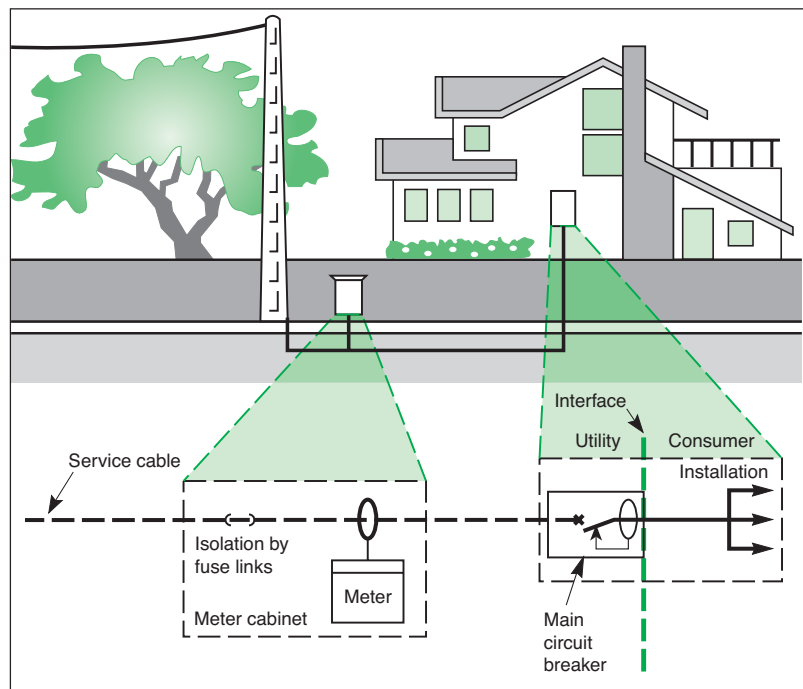 Interface
Utility
Consumer
Service cable
Installation
Isolation by
fuse links
Meter
Meter cabinet
Main
circuit
breaker